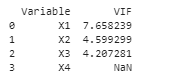 Variable VIF
0 X1 7.658239
1 X2 4.599299
2 X3 4.207281
3 X4 NaN